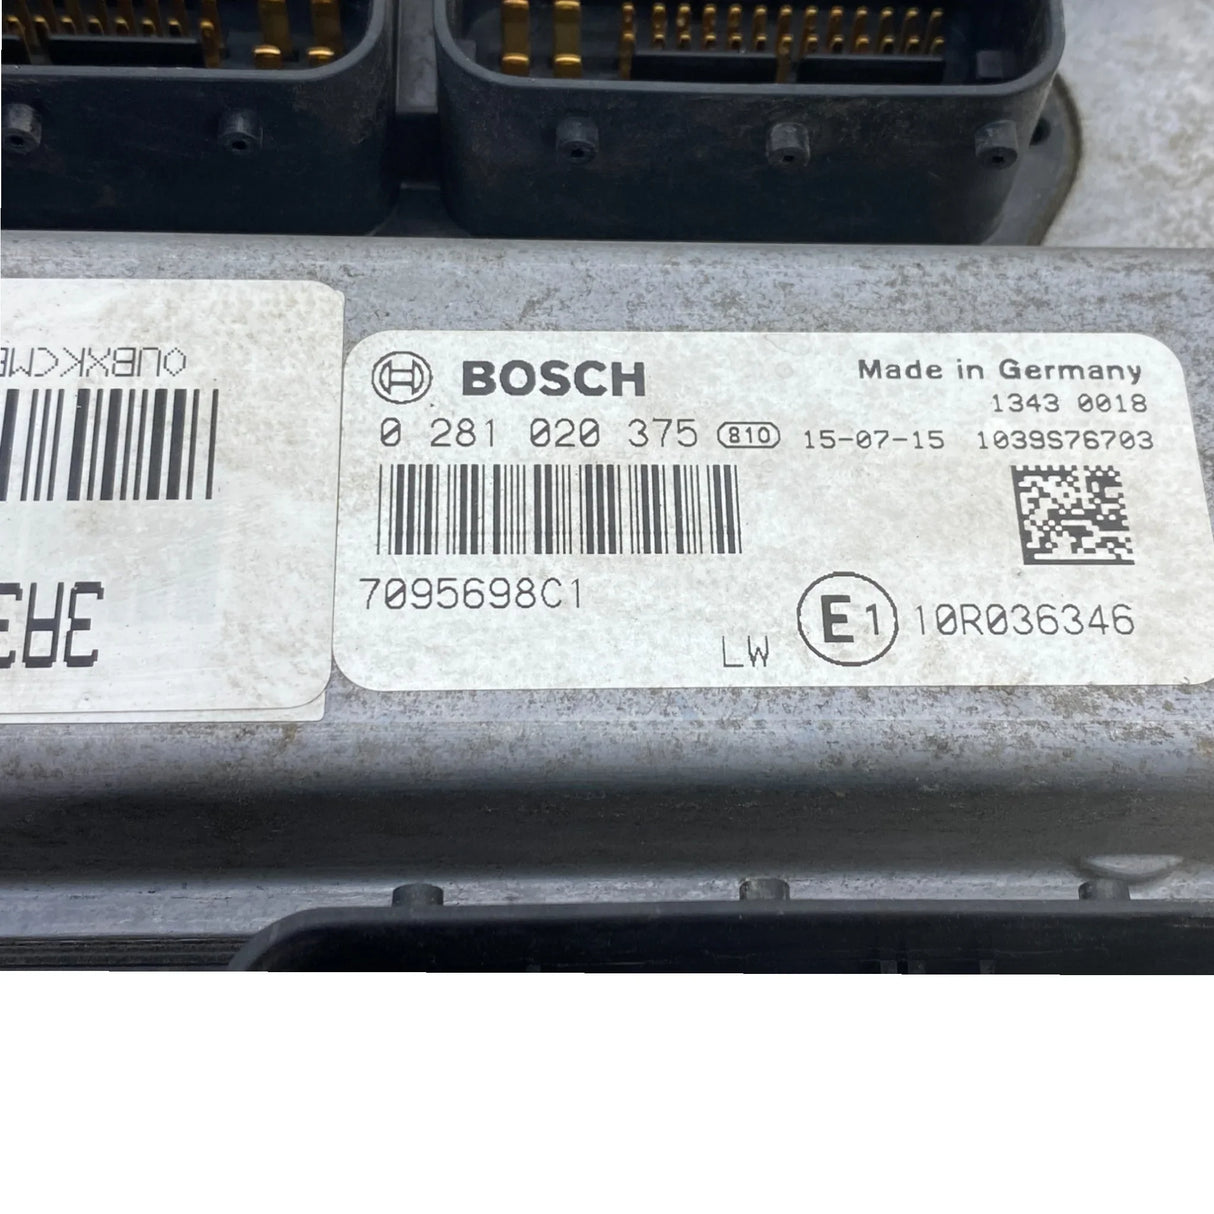 BOSCH
Made in Germany
1343 0018
0 281 020 375 810 15-07-15 1039S76703
7095698C1
LW E1 10R036346